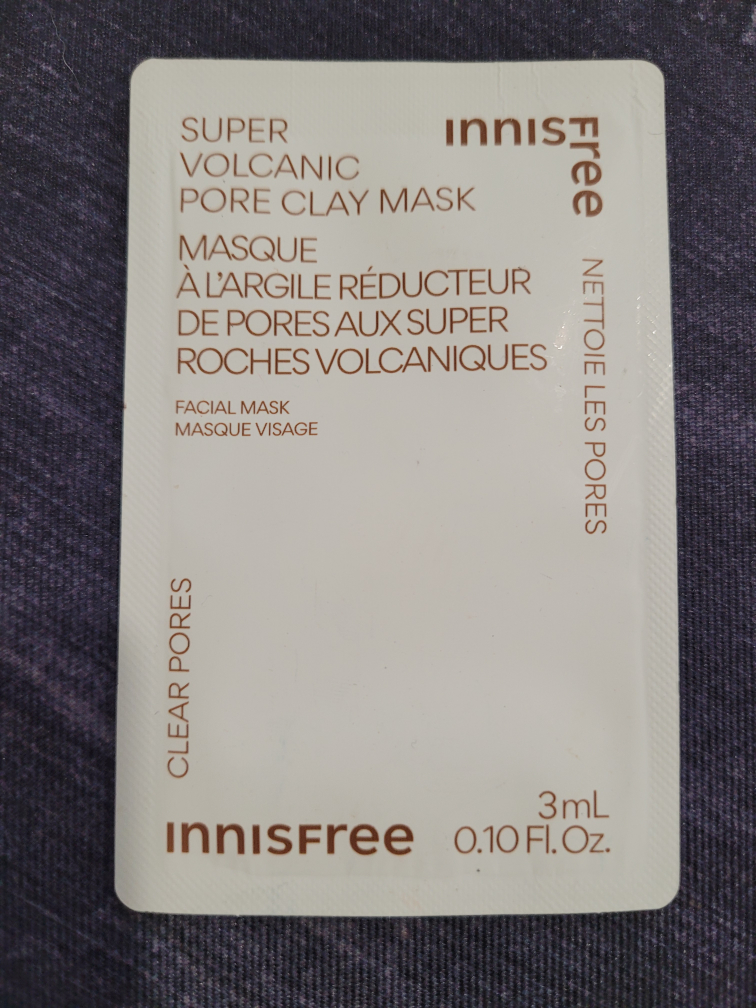 SUPER
VOLCANIC
PORE CLAY MASK
INNISFree
MASQUE
À L'ARGILE RÉDUCTEUR
DE PORES AUX SUPER
ROCHES VOLCANIQUES
FACIAL MASK
MASQUE VISAGE
NETTOIE LES PORES
CLEAR PORES
INNISFree
3mL
0.10 Fl. Oz.